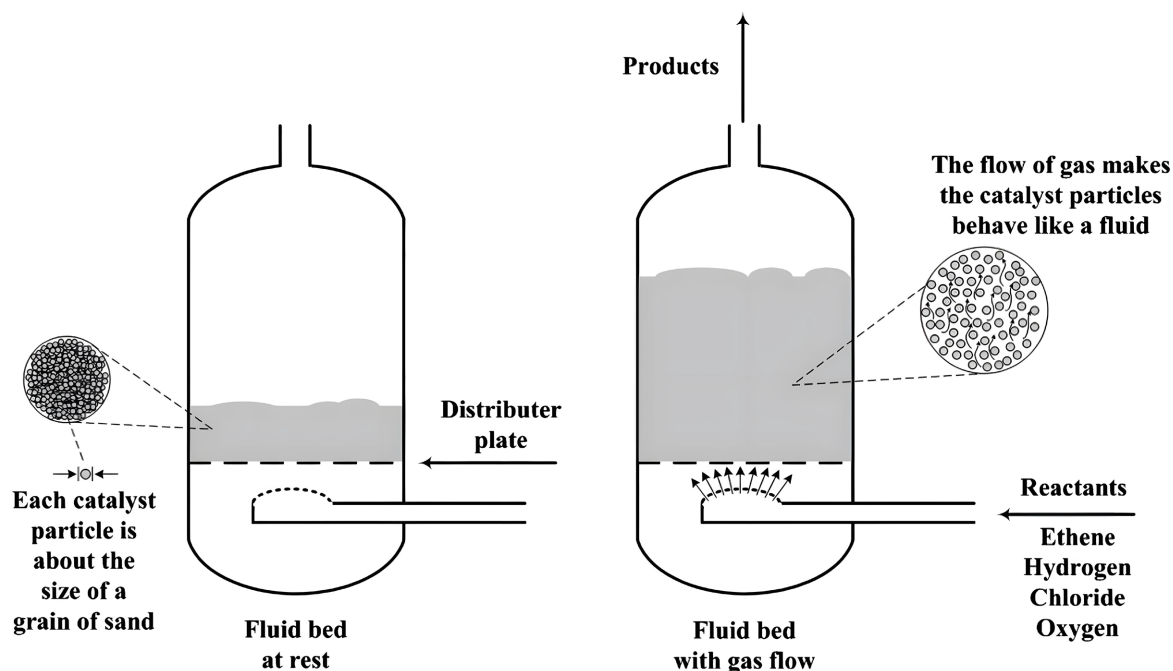 Products
The flow of gas makes
the catalyst particles
behave like a fluid
Distributer
plate
Each catalyst
particle is
about the
size of a
grain of sand
Reactants
Ethene
Hydrogen
Chloride
Oxygen
Fluid bed
at rest
Fluid bed
with gas flow